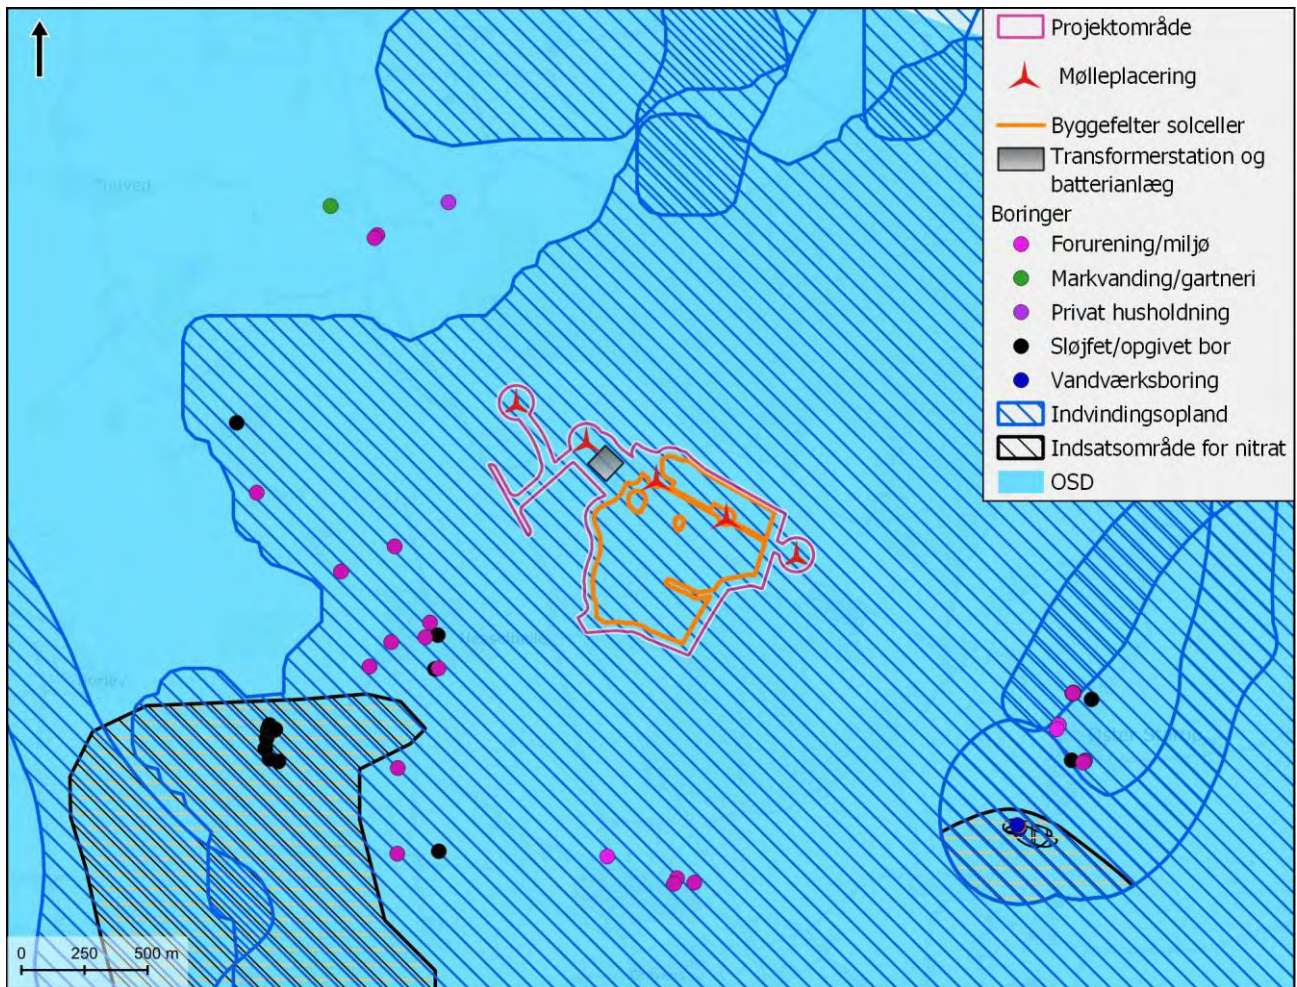 Projektområde
Mølleplacering
Byggefelter solceller
Transformerstation og
batterianlæg
Boringer
Forurening/miljø
Markvanding/gartneri
Privat husholdning
Sløjfet/opgivet bor
Vandværksboring
Indvindingsopland
Indsatsområde for nitrat
OSD
0 250 500 m